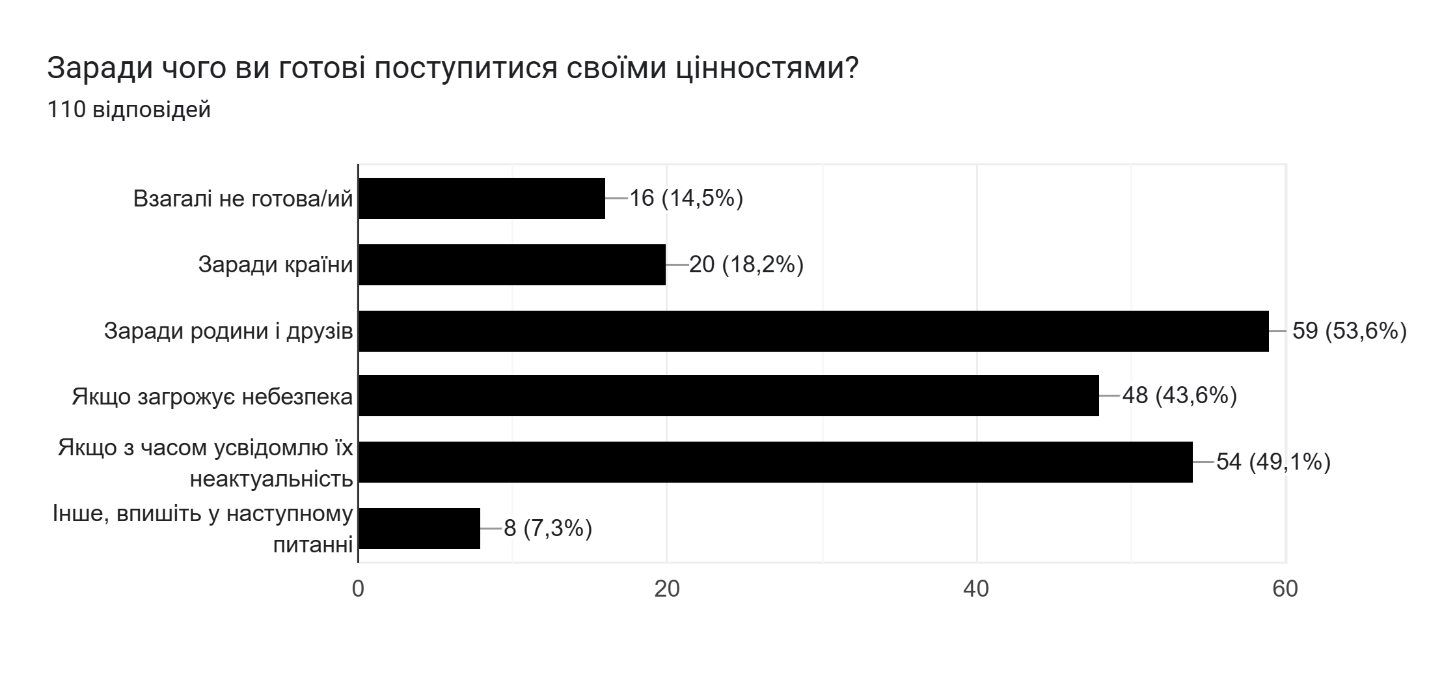 Заради чого ви готові поступитися своїми цінностями?
110 відповідей
Взагалі не готова/ий
16 (14,5%)
Заради країни
20 (18,2%)
Заради родини і друзів
59 (53,6%)
Якщо загрожує небезпека
48 (43,6%)
Якщо з часом усвідомлю їх
неактуальність
54 (49,1%)
Інше, впишіть у наступному
питанні
8 (7,3%)
0
20
40
60